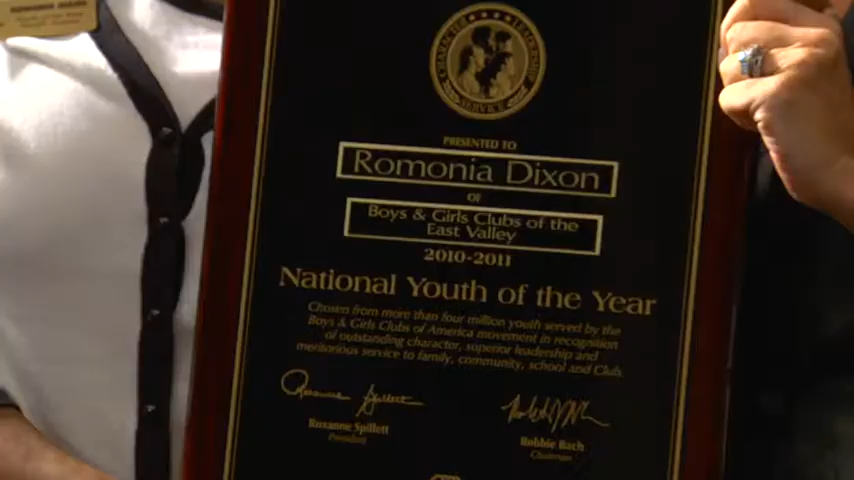 CHARACTER LEADERSHIP
SERVICE
PRESENTED TO
Romonia Dixon
OF
Boys & Girls Clubs of the
East Valley
2010-2011
National Youth of the Year
Chosen from more than four million youth served by the
Boys & Girls Clubs of America movement in recognition
of outstanding character, superior leadership and
meritorious service to family, community, school and Club.
Roxanne Spillett
President
Robbie Bach
Chairman